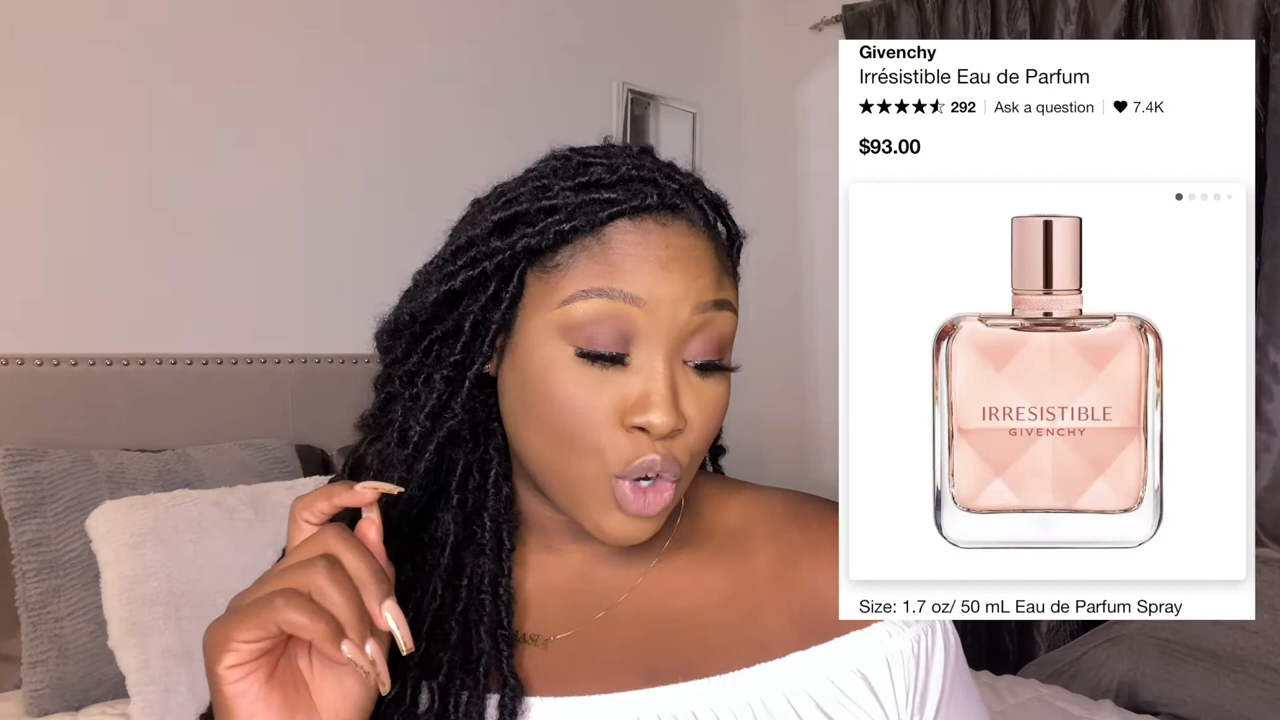 Givenchy
Irrésistible Eau de Parfum
292 Ask a question 7.4K
$93.00
IRRESISTIBLE
GIVENCHY
Size: 1.7 oz/ 50 mL Eau de Parfum Spray